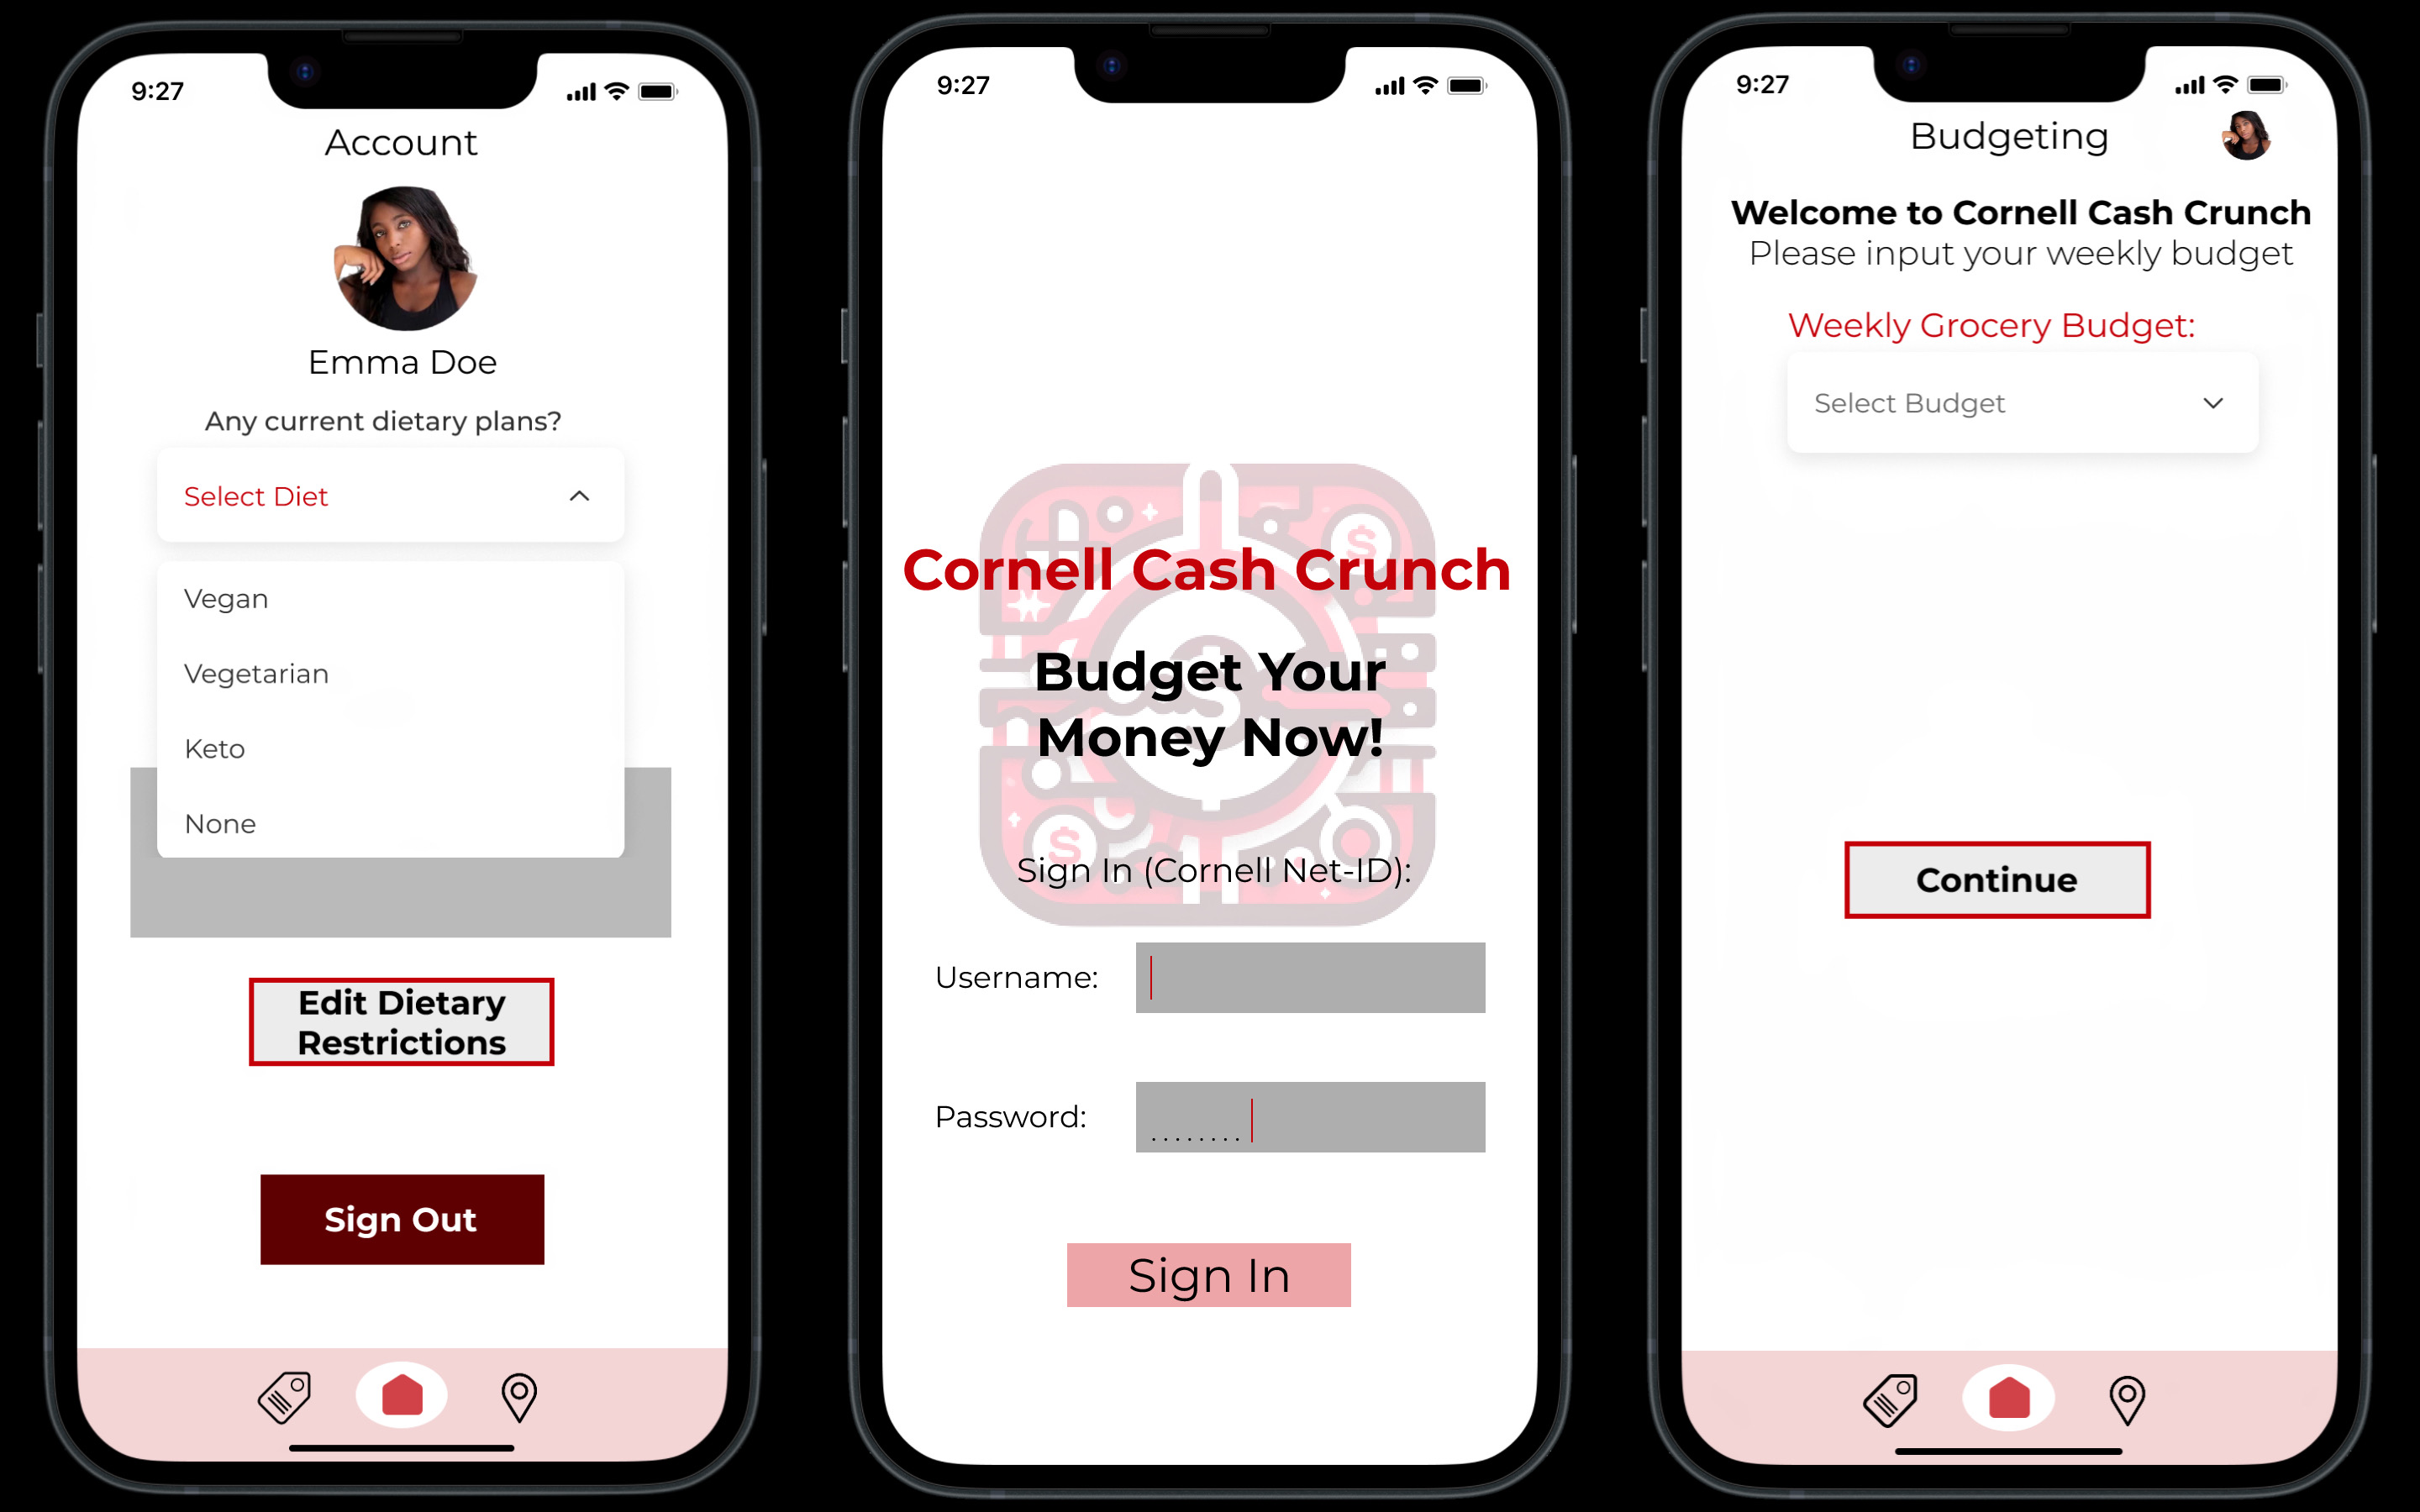 9:27
Account
Emma Doe
Any current dietary plans?
Select Diet
Vegan
Vegetarian
Keto
None
Edit Dietary
Restrictions
Sign Out
9:27
Cornell Cash Crunch
Budget Your
Money Now!
Sign In (Cornell Net-ID):
Username:
Password:
........
Sign In
$
$
$
9:27
Budgeting
Welcome to Cornell Cash Crunch
Please input your weekly budget
Weekly Grocery Budget:
Select Budget
Continue